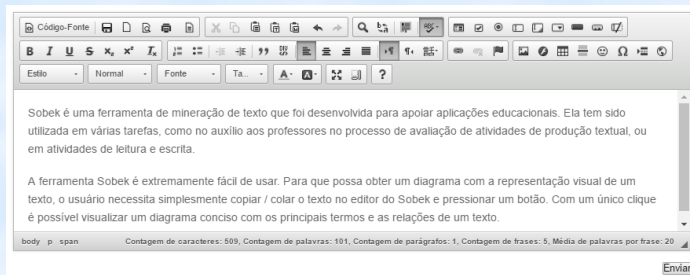 Código-Fonte
B I U S x₂ x² Iₓ
Estilo Normal Fonte Ta... A A ?
Sobek é uma ferramenta de mineração de texto que foi desenvolvida para apoiar aplicações educacionais. Ela tem sido
utilizada em várias tarefas, como no auxílio aos professores no processo de avaliação de atividades de produção textual, ou
em atividades de leitura e escrita.
A ferramenta Sobek é extremamente fácil de usar. Para que possa obter um diagrama com a representação visual de um
texto, o usuário necessita simplesmente copiar / colar o texto no editor do Sobek e pressionar um botão. Com um único clique
é possível visualizar um diagrama conciso com os principais termos e as relações de um texto.
body p span Contagem de caracteres: 509, Contagem de palavras: 101, Contagem de parágrafos: 1, Contagem de frases: 5, Média de palavras por frase: 20
Enviar